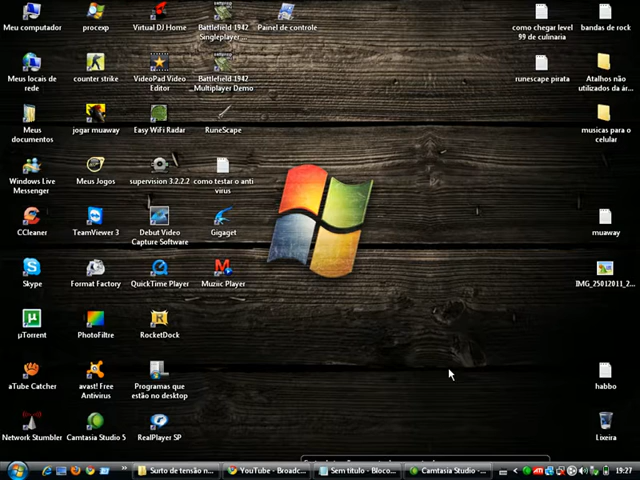 Meu computador
procexp
Virtual DJ Home
Battlefield 1942
Singleplayer ...
Painel de controle
como chegar level
99 de culinaria
bandas de rock
Meus locais de
rede
counter strike
VideoPad Video
Editor
Battlefield 1942
Multiplayer Demo
runescape pirata
Atalhos não
utilizados da ár...
Meus
documentos
jogar muaway
Easy WiFi Radar
RuneScape
musicas para o
celular
Windows Live
Messenger
Meus Jogos
supervision 3.2.2.2
como testar o anti
virus
CCleaner
TeamViewer 3
Debut Video
Capture Software
Gigaget
muaway
Skype
Format Factory
QuickTime Player
Muziic Player
IMG_25012011_2...
µTorrent
PhotoFiltre
RocketDock
aTube Catcher
avast! Free
Antivirus
Programas que
estão no desktop
habbo
Network Stumbler
Camtasia Studio 5
RealPlayer SP
Lixeira
Surto de tensão n...
YouTube - Broadc...
Sem título - Bloco...
Camtasia Studio -...
19:27